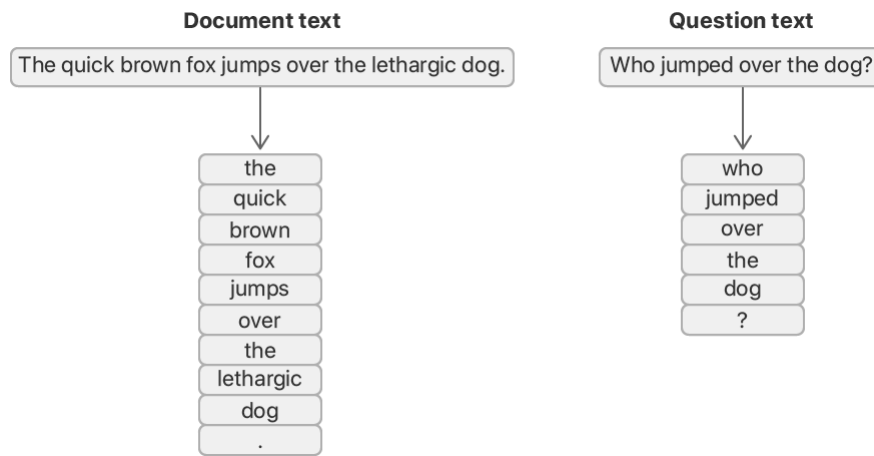 Document text
The quick brown fox jumps over the lethargic dog.
the
quick
brown
fox
jumps
over
the
lethargic
dog
.
Question text
Who jumped over the dog?
who
jumped
over
the
dog
?